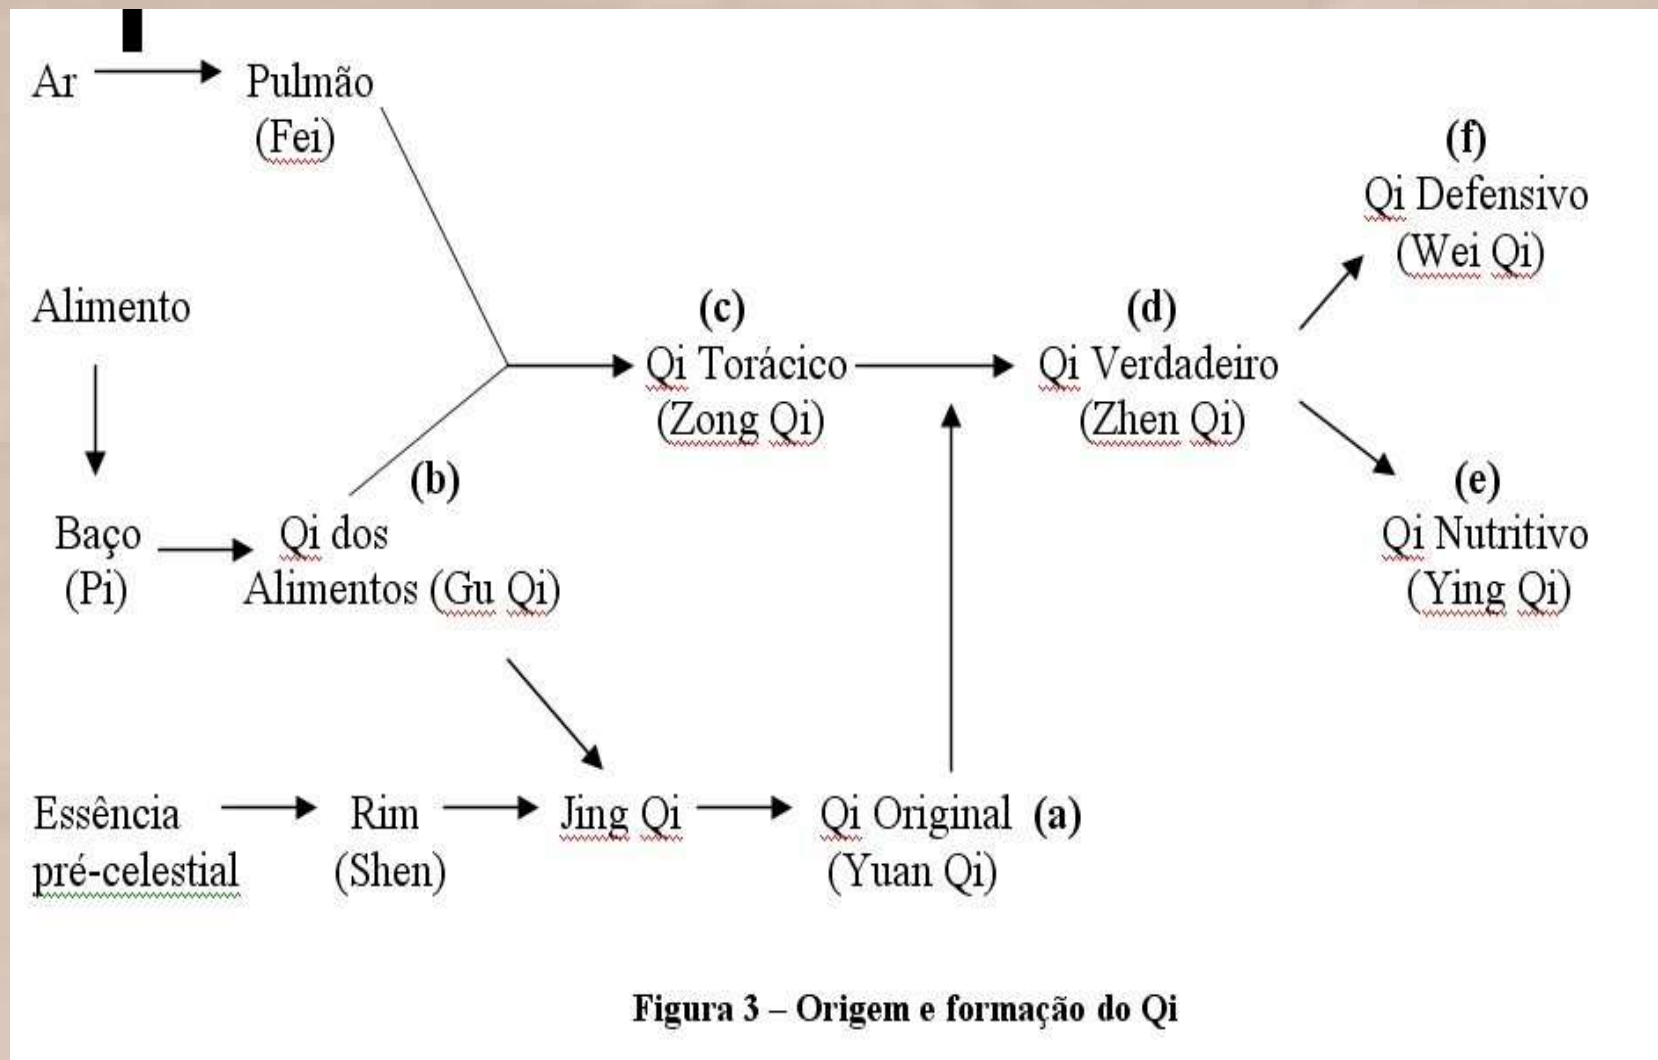 Ar
Pulmão
(Fei)
Alimento
Baço
(Pi)
(b)
Qi dos
Alimentos (Gu Qi)
(c)
Qi Torácico
(Zong Qi)
(d)
Qi Verdadeiro
(Zhen Qi)
(f)
Qi Defensivo
(Wei Qi)
(e)
Qi Nutritivo
(Ying Qi)
Essência
pré-celestial
Rim
(Shen)
Jing Qi
Qi Original (a)
(Yuan Qi)
Figura 3 – Origem e formação do Qi